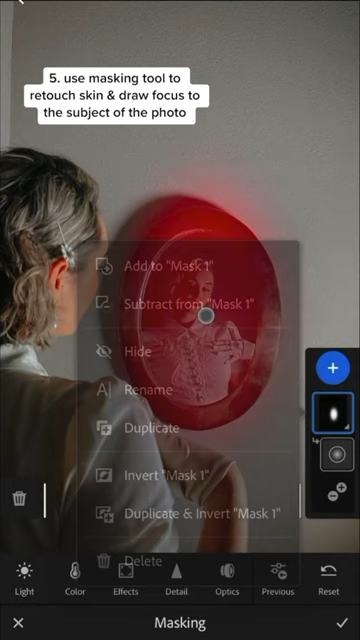 5. use masking tool to
retouch skin & draw focus to
the subject of the photo
Add to "Mask 1"
Subtract from "Mask 1"
Hide
Rename
Duplicate
Invert "Mask 1"
Duplicate & Invert "Mask 1"
Delete
Light
Color
Effects
Detail
Optics
Previous
Reset
Masking